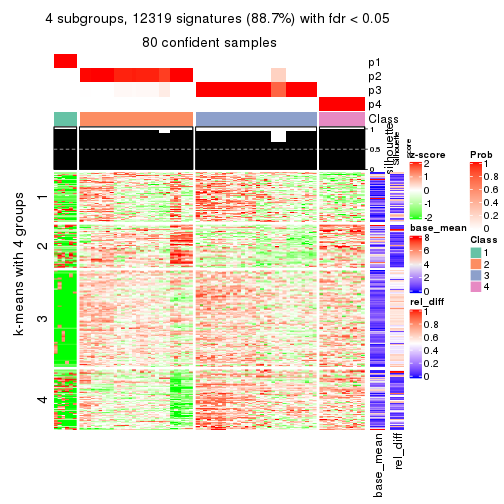 4 subgroups, 12319 signatures (88.7%) with fdr < 0.05
80 confident samples
p1
p2
p3
p4
Class
1
0.5
0
silhouette
Silhouette
score
k-means with 4 groups
1
2
3
4
base_mean
rel_diff
z-score
2
1
0
-1
-2
base_mean
8
6
4
2
0
rel_diff
1
0.8
0.6
0.4
0.2
0
Prob
1
0.8
0.6
0.4
0.2
0
Class
1
2
3
4